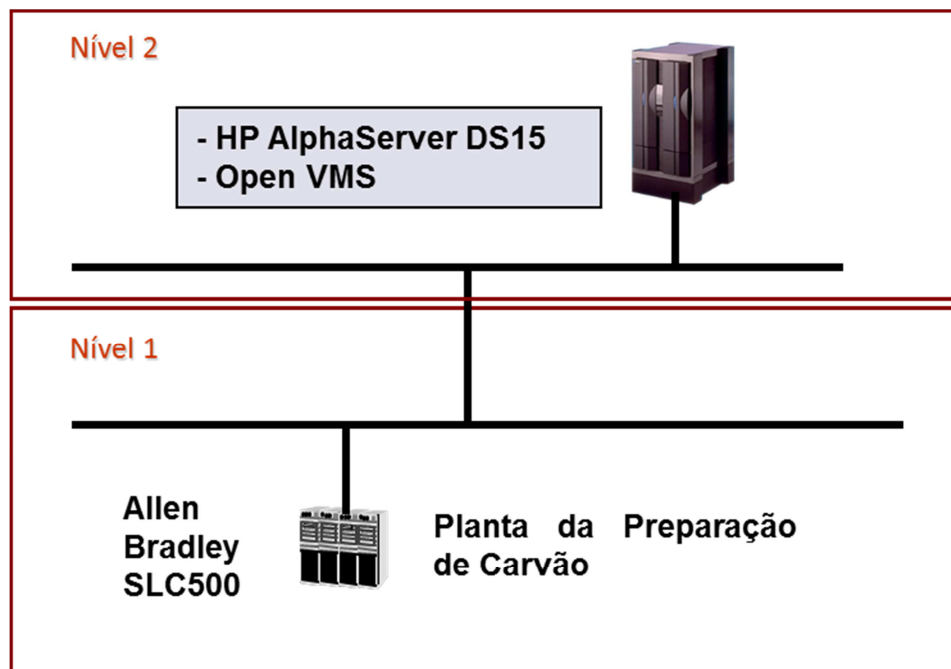 Nível 2
- HP AlphaServer DS15
- Open VMS
Nível 1
Allen
Bradley
SLC500
Planta da Preparação
de Carvão